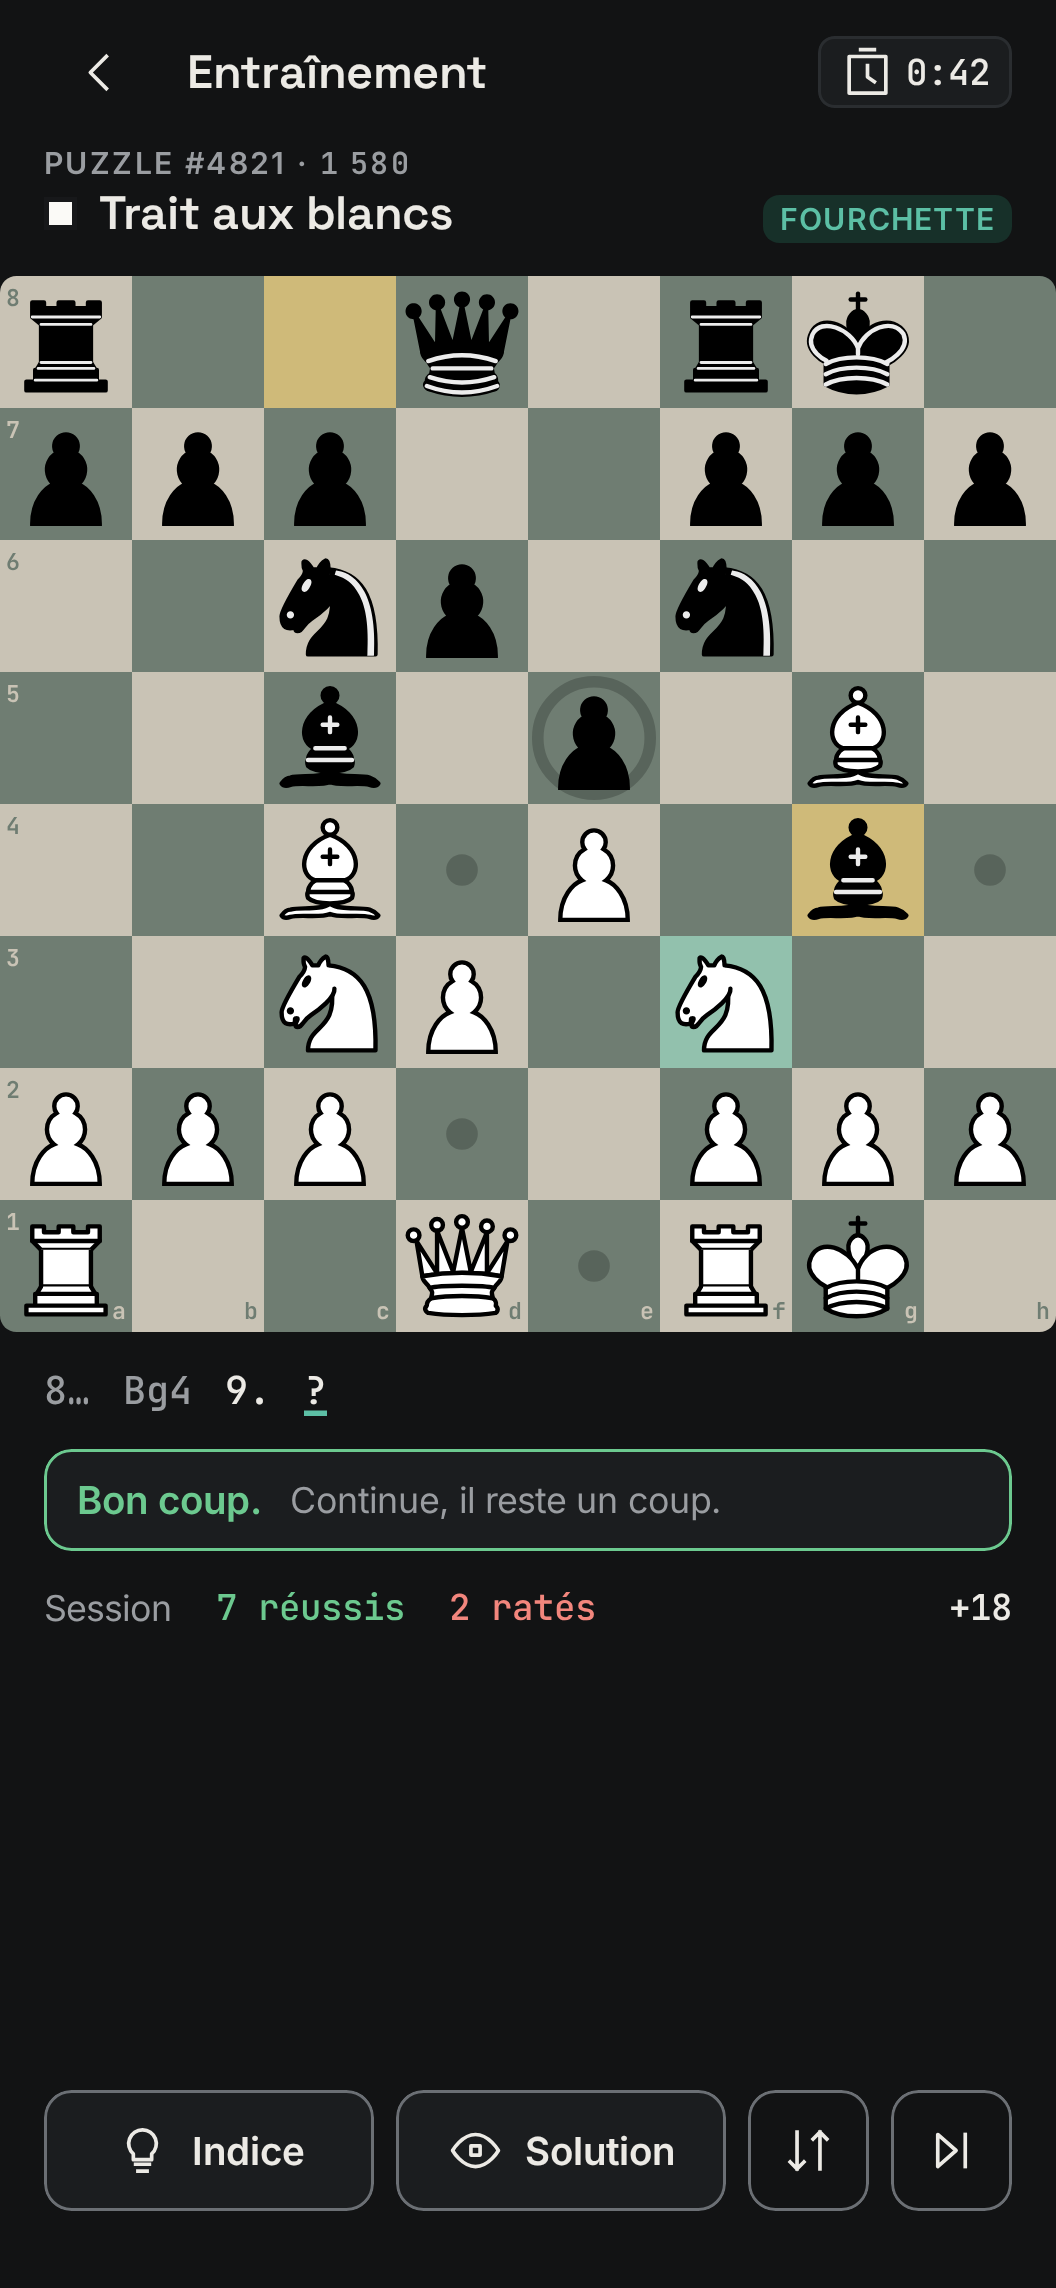 Entraînement
0:42
PUZZLE #4821 · 1 580
Trait aux blancs
FOURCHETTE
8
7
6
5
4
3
2
1
a b c d e f g h
8… Bg4 9. ?
Bon coup. Continue, il reste un coup.
Session 7 réussis 2 ratés +18
Indice Solution